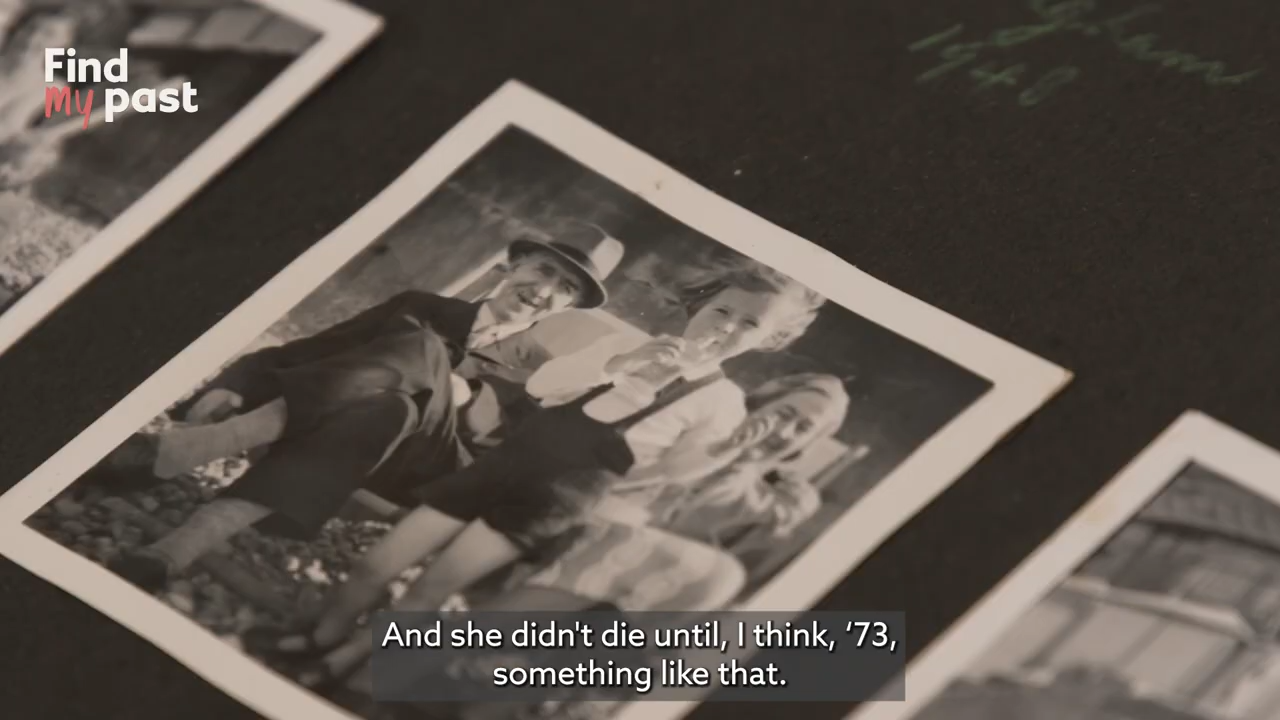 Find
my past
And she didn't die until, I think, ‘73,
something like that.